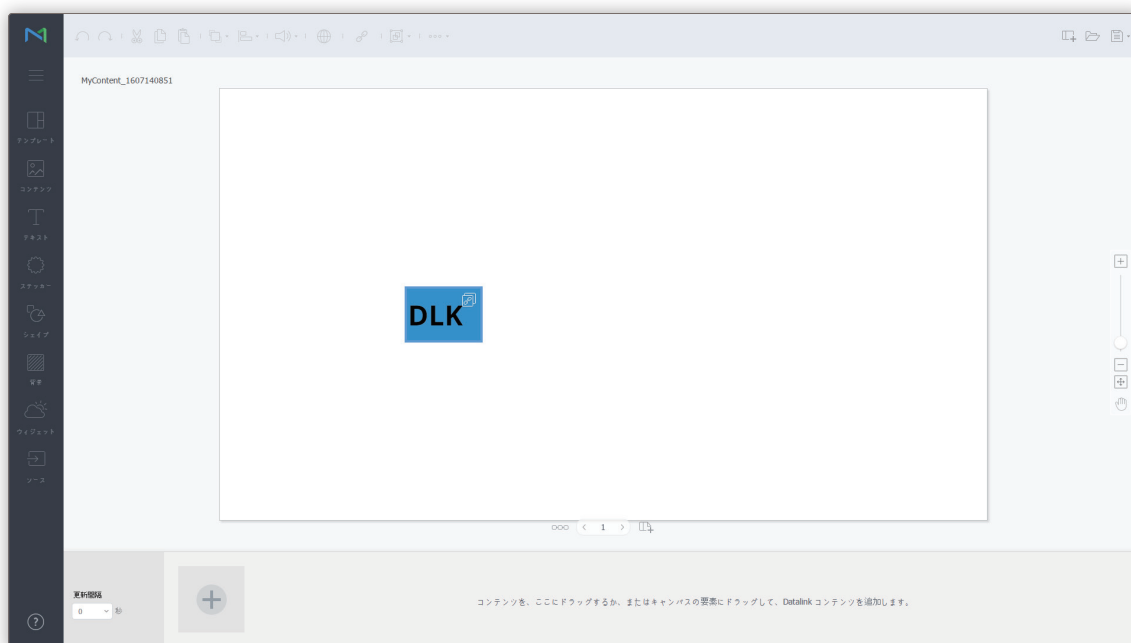 MyContent_1607140851
テンプレート
コンテンツ
テキスト
ステッカー
シェイプ
背景
ウィジェット
ソース
DLK
1
更新間隔
0 秒
コンテンツを、ここにドラッグするか、またはキャンバスの要素にドラッグして、Datalink コンテンツを追加します。